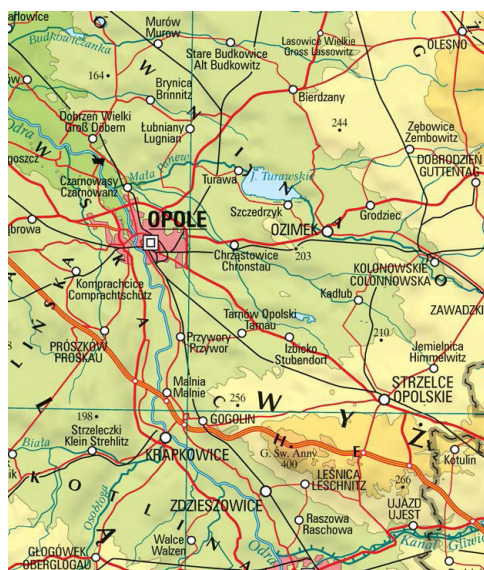 Murów
Murow
Budkowiczanka
Stare Budkowice
Alt Budkowitz
Lasowice Wielkie
Gross Lassowitz
OLESNO
164
Brynica
Brinnitz
Bierdzany
Dobrzeń Wielki
Groß Döbern
Łubniany
Lugnian
244
Zębowice
Zembowitz
Odra
Mała Panew
Turawa
J. Turawskie
DOBRODZIEŃ
GUTTENTAG
Czarnowąsy
Czarnowanz
Szczedrzyk
Grodziec
OPOLE
OZIMEK
203
Chrząstowice
Chronstau
Komprachcice
Comprachtschütz
KOLONOWSKIE
COLONNOWSKA
Kadłub
ZAWADZKI
Tarnów Opolski
Tarnau
210
PRÓSZKÓW
PROSKAU
Przywory
Przywor
Izbicko
Stubendorf
Jemielnica
Himmelwitz
Malnia
Malnie
STRZELCE
OPOLSKIE
256
198
GOGOLIN
Strzeleczki
Klein Strehlitz
Biała
KRAPKOWICE
G. Św. Anny
400
Kotulin
LEŚNICA
LESCHNITZ
266
Osobłoga
ZDZIESZOWICE
UJAZD
UJEST
Raszowa
Raschowa
Walce
Walzen
GŁOGÓWEK
OBERGLOGAU
Odra
Kanał Gliwic